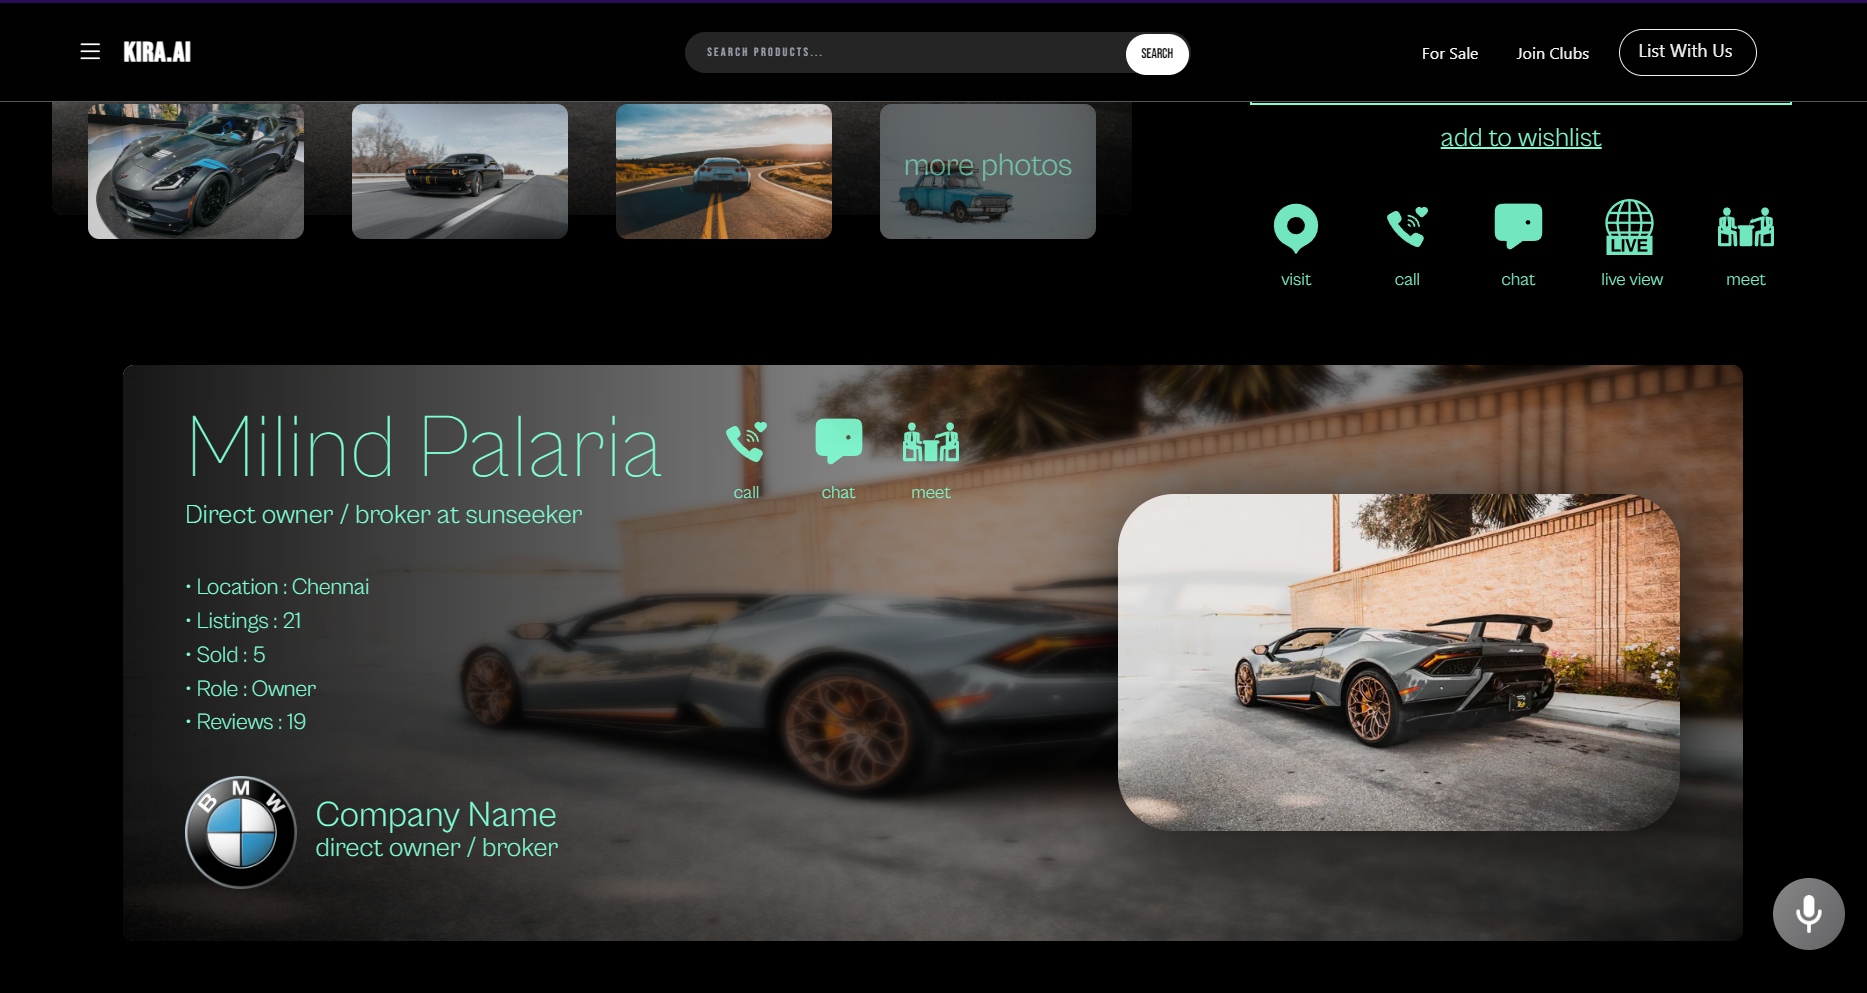 KIRA.AI
SEARCH PRODUCTS...
SEARCH
For Sale
Join Clubs
List With Us
more photos
add to wishlist
LIVE
visit
call
chat
live view
meet
Milind Palaria
call
chat
meet
Direct owner / broker at sunseeker
• Location : Chennai
• Listings : 21
• Sold : 5
• Role : Owner
• Reviews : 19
BMW
Company Name
direct owner / broker